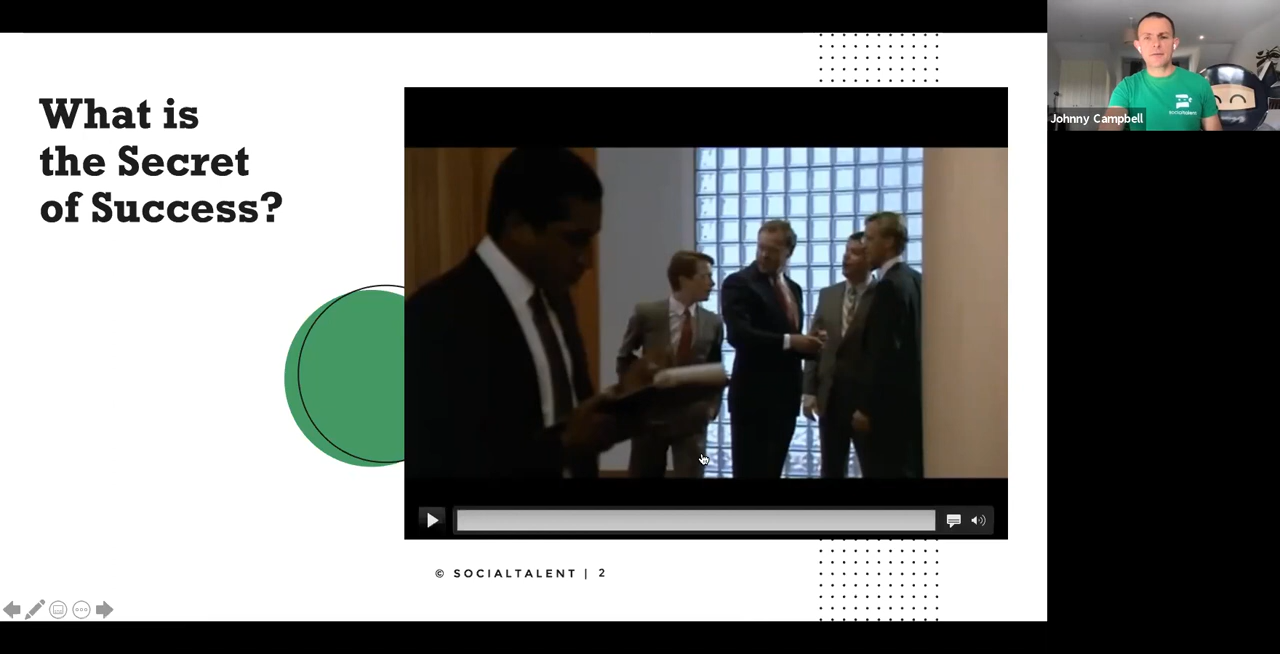 What is
the Secret
of Success?
© SOCIALTALENT | 2
Johnny Campbell